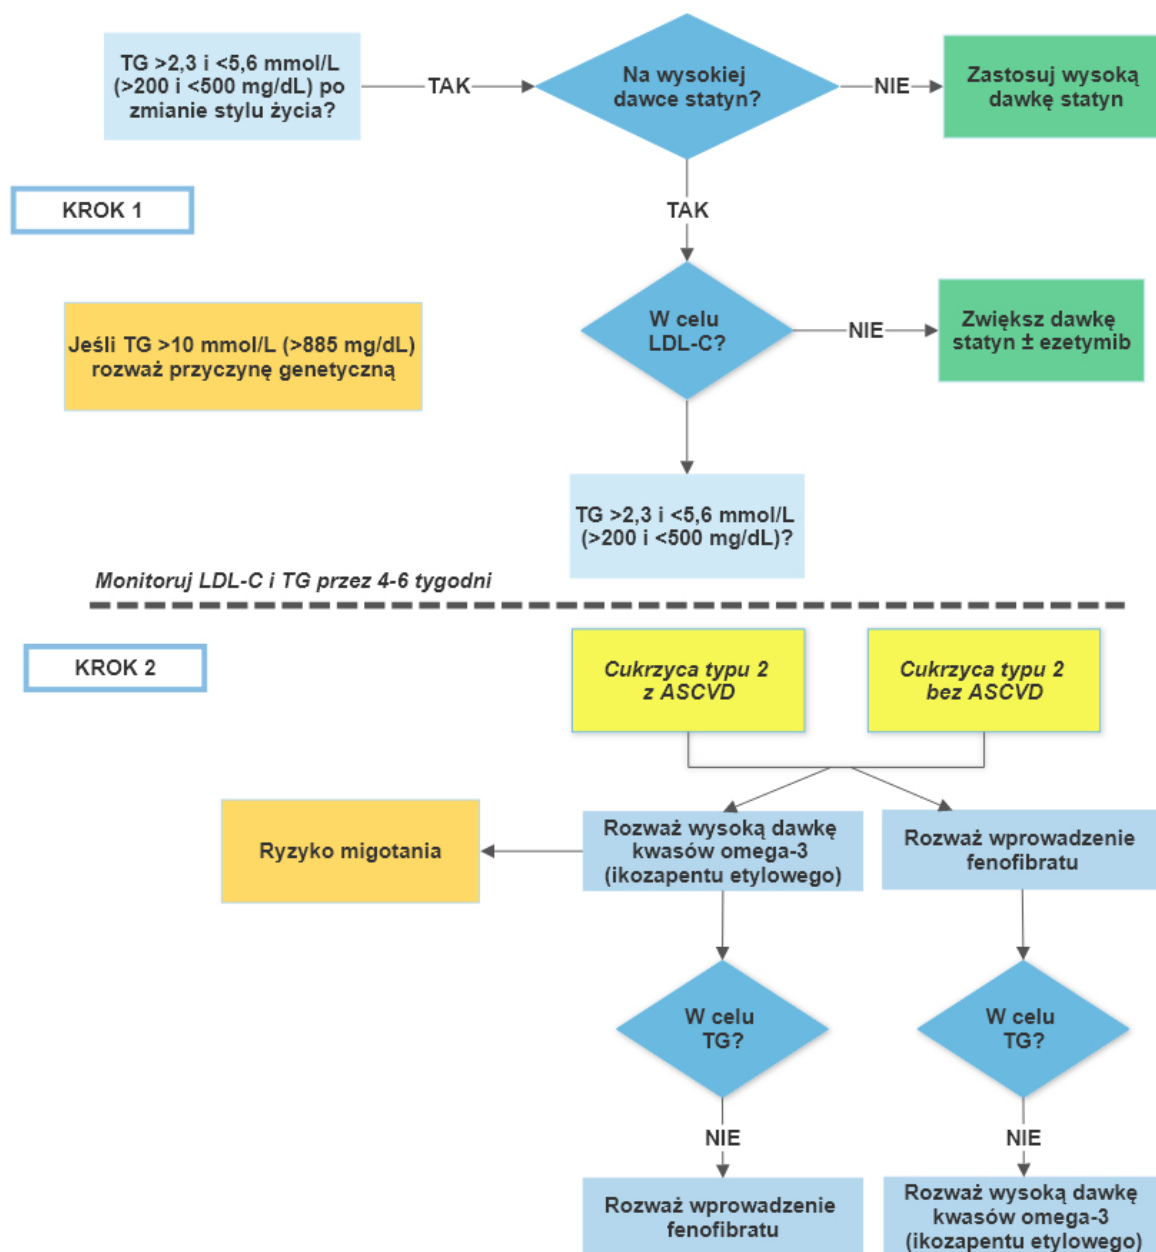 TG >2,3 i <5,6 mmol/L
(>200 i <500 mg/dL) po
zmianie stylu życia?
TAK
Na wysokiej
dawce statyn?
NIE
Zastosuj wysoką
dawkę statyn
KROK 1
TAK
Jeśli TG >10 mmol/L (>885 mg/dL)
rozważ przyczynę genetyczną
W celu
LDL-C?
NIE
Zwiększ dawkę
statyn ± ezetymib
TG >2,3 i <5,6 mmol/L
(>200 i <500 mg/dL)?
Monitoruj LDL-C i TG przez 4-6 tygodni
KROK 2
Cukrzyca typu 2
z ASCVD
Cukrzyca typu 2
bez ASCVD
Ryzyko migotania
Rozważ wysoką dawkę
kwasów omega-3
(ikozapentu etylowego)
Rozważ wprowadzenie
fenofibratu
W celu
TG?
W celu
TG?
NIE
NIE
Rozważ wprowadzenie
fenofibratu
Rozważ wysoką dawkę
kwasów omega-3
(ikozapentu etylowego)